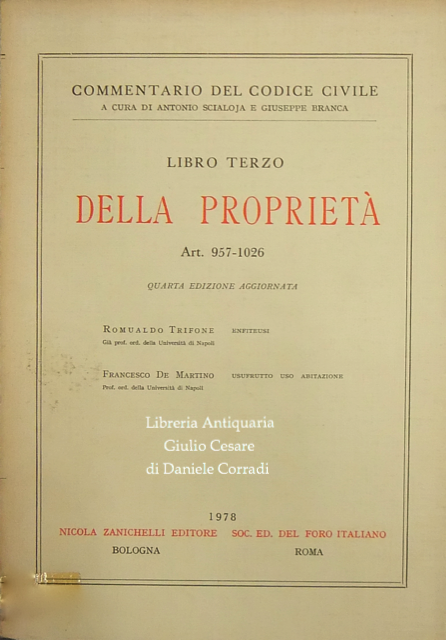 COMMENTARIO DEL CODICE CIVILE
A CURA DI ANTONIO SCIALOJA E GIUSEPPE BRANCA
LIBRO TERZO
DELLA PROPRIETÀ
Art. 957-1026
QUARTA EDIZIONE AGGIORNATA
ROMUALDO TRIFONE ENFITEUSI
Già prof. ord. della Università di Napoli
FRANCESCO DE MARTINO USUFRUTTO USO ABITAZIONE
Prof. ord. della Università di Napoli
Libreria Antiquaria
Giulio Cesare
di Daniele Corradi
1978
NICOLA ZANICHELLI EDITORE SOC. ED. DEL FORO ITALIANO
BOLOGNA ROMA